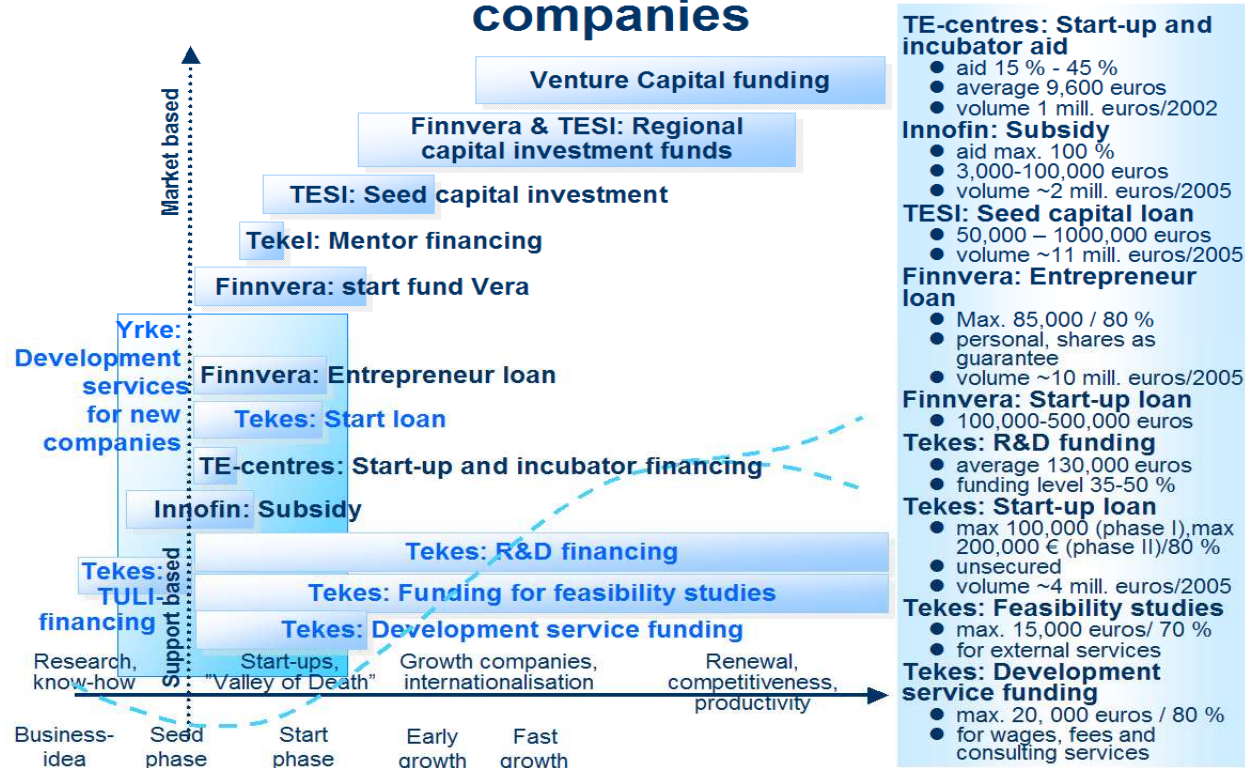 companies
Market based
Support based
Venture Capital funding
Finnvera & TESI: Regional
capital investment funds
TESI: Seed capital investment
Tekel: Mentor financing
Finnvera: start fund Vera
Yrke:
Development
services
for new
companies
Finnvera: Entrepreneur loan
Tekes: Start loan
TE-centres: Start-up and incubator financing
Innofin: Subsidy
Tekes: R&D financing
Tekes:
TULI-
financing
Tekes: Funding for feasibility studies
Tekes: Development service funding
Research,
know-how
Start-ups,
"Valley of Death”
Growth companies,
internationalisation
Renewal,
competitiveness,
productivity
Business-
idea
Seed
phase
Start
phase
Early
growth
Fast
growth
TE-centres: Start-up and
incubator aid
● aid 15 % - 45 %
● average 9,600 euros
● volume 1 mill. euros/2002
Innofin: Subsidy
● aid max. 100 %
● 3,000-100,000 euros
● volume ~2 mill. euros/2005
TESI: Seed capital loan
● 50,000 – 1000,000 euros
● volume ~11 mill. euros/2005
Finnvera: Entrepreneur
loan
● Max. 85,000 / 80 %
● personal, shares as
guarantee
● volume ~10 mill. euros/2005
Finnvera: Start-up loan
● 100,000-500,000 euros
Tekes: R&D funding
● average 130,000 euros
● funding level 35-50 %
Tekes: Start-up loan
● max 100,000 (phase I),max
200,000 € (phase II)/80 %
● unsecured
● volume ~4 mill. euros/2005
Tekes: Feasibility studies
● max. 15,000 euros/ 70 %
● for external services
Tekes: Development
service funding
● max. 20, 000 euros / 80 %
● for wages, fees and
consulting services